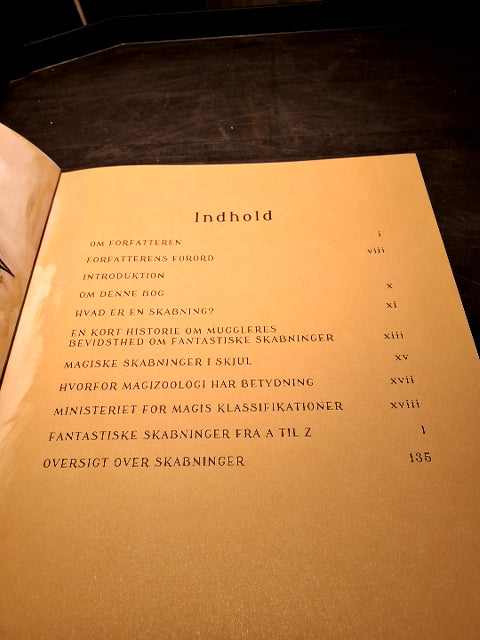 Indhold
OM FORFATTEREN i
FORFATTERENS FORORD viii
INTRODUKTION
OM DENNE BOG x
HVAD ER EN SKABNING? xi
EN KORT HISTORIE OM MUGGLERES
BEVIDSTHED OM FANTASTISKE SKABNINGER xiii
MAGISKE SKABNINGER I SKJUL xv
HVORFOR MAGIZOOLOGI HAR BETYDNING xvii
MINISTERIET FOR MAGIS KLASSIFIKATIONER xviii
FANTASTISKE SKABNINGER FRA A TIL Z 1
OVERSIGT OVER SKABNINGER 135